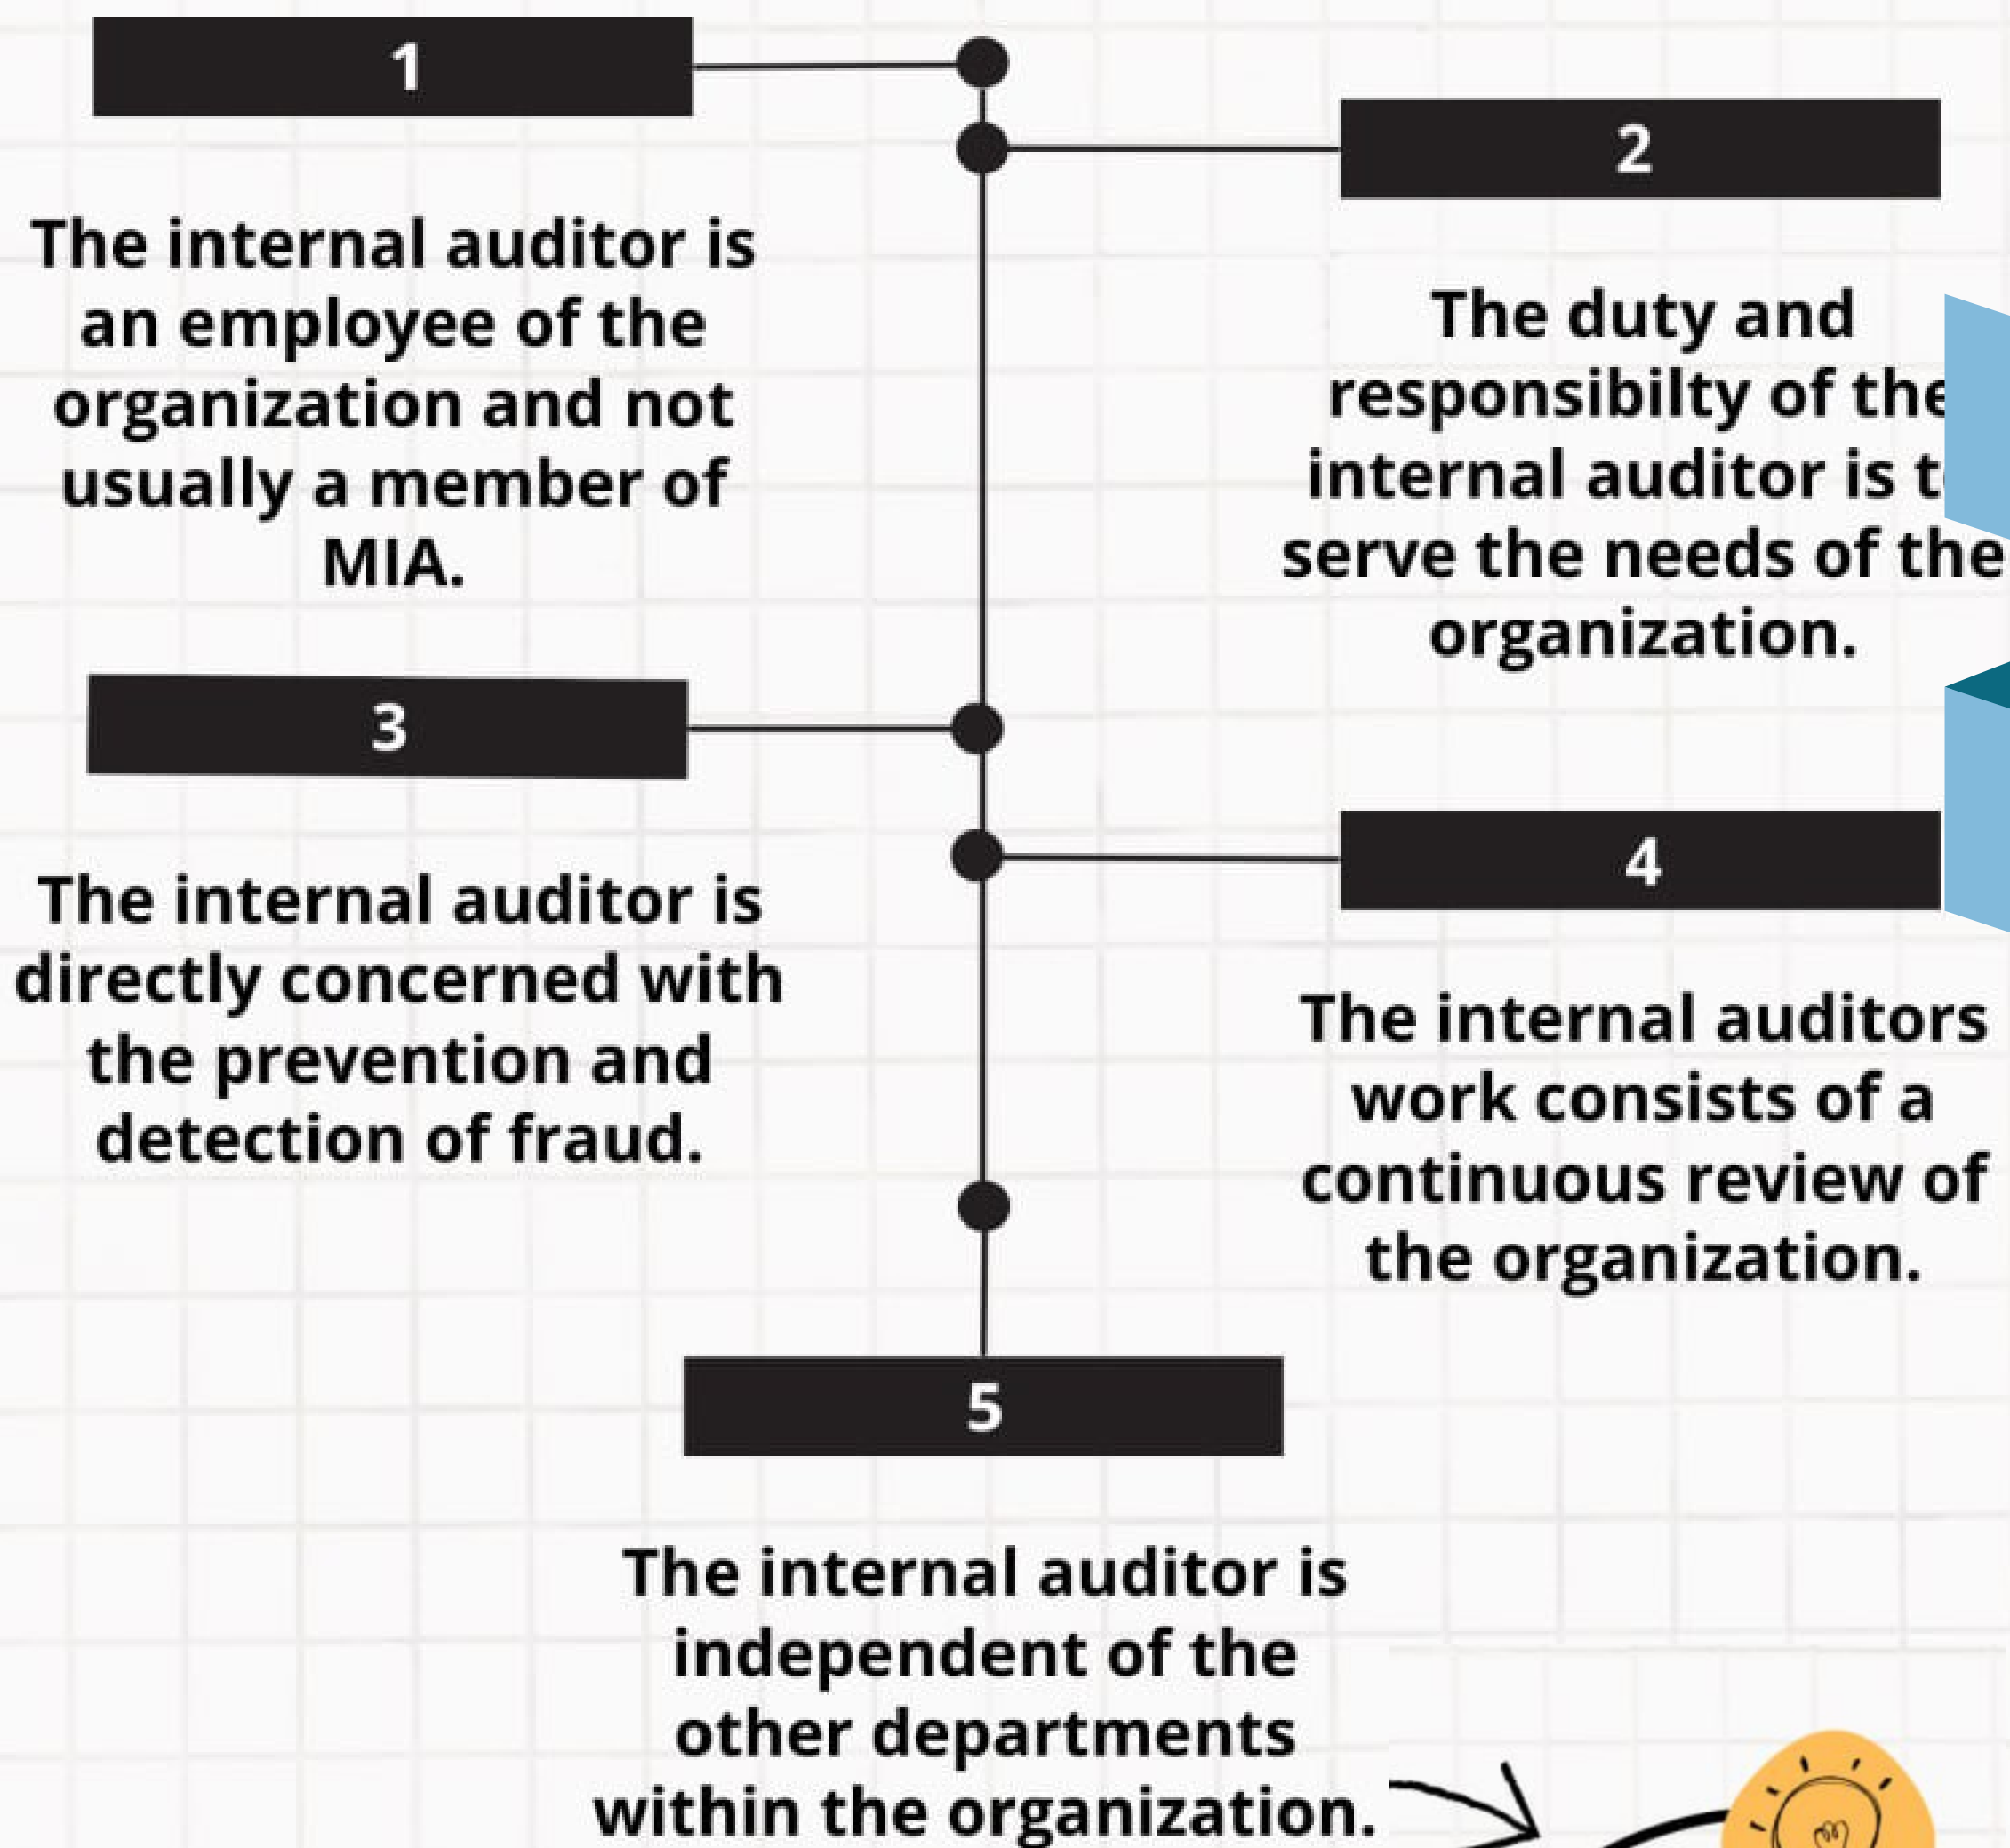 1
The internal auditor is
an employee of the
organization and not
usually a member of
MIA.
2
The duty and
responsibilty of the
internal auditor is t
serve the needs of the
organization.
3
The internal auditor is
directly concerned with
the prevention and
detection of fraud.
4
The internal auditors
work consists of a
continuous review of
the organization.
5
The internal auditor is
independent of the
other departments
within the organization.